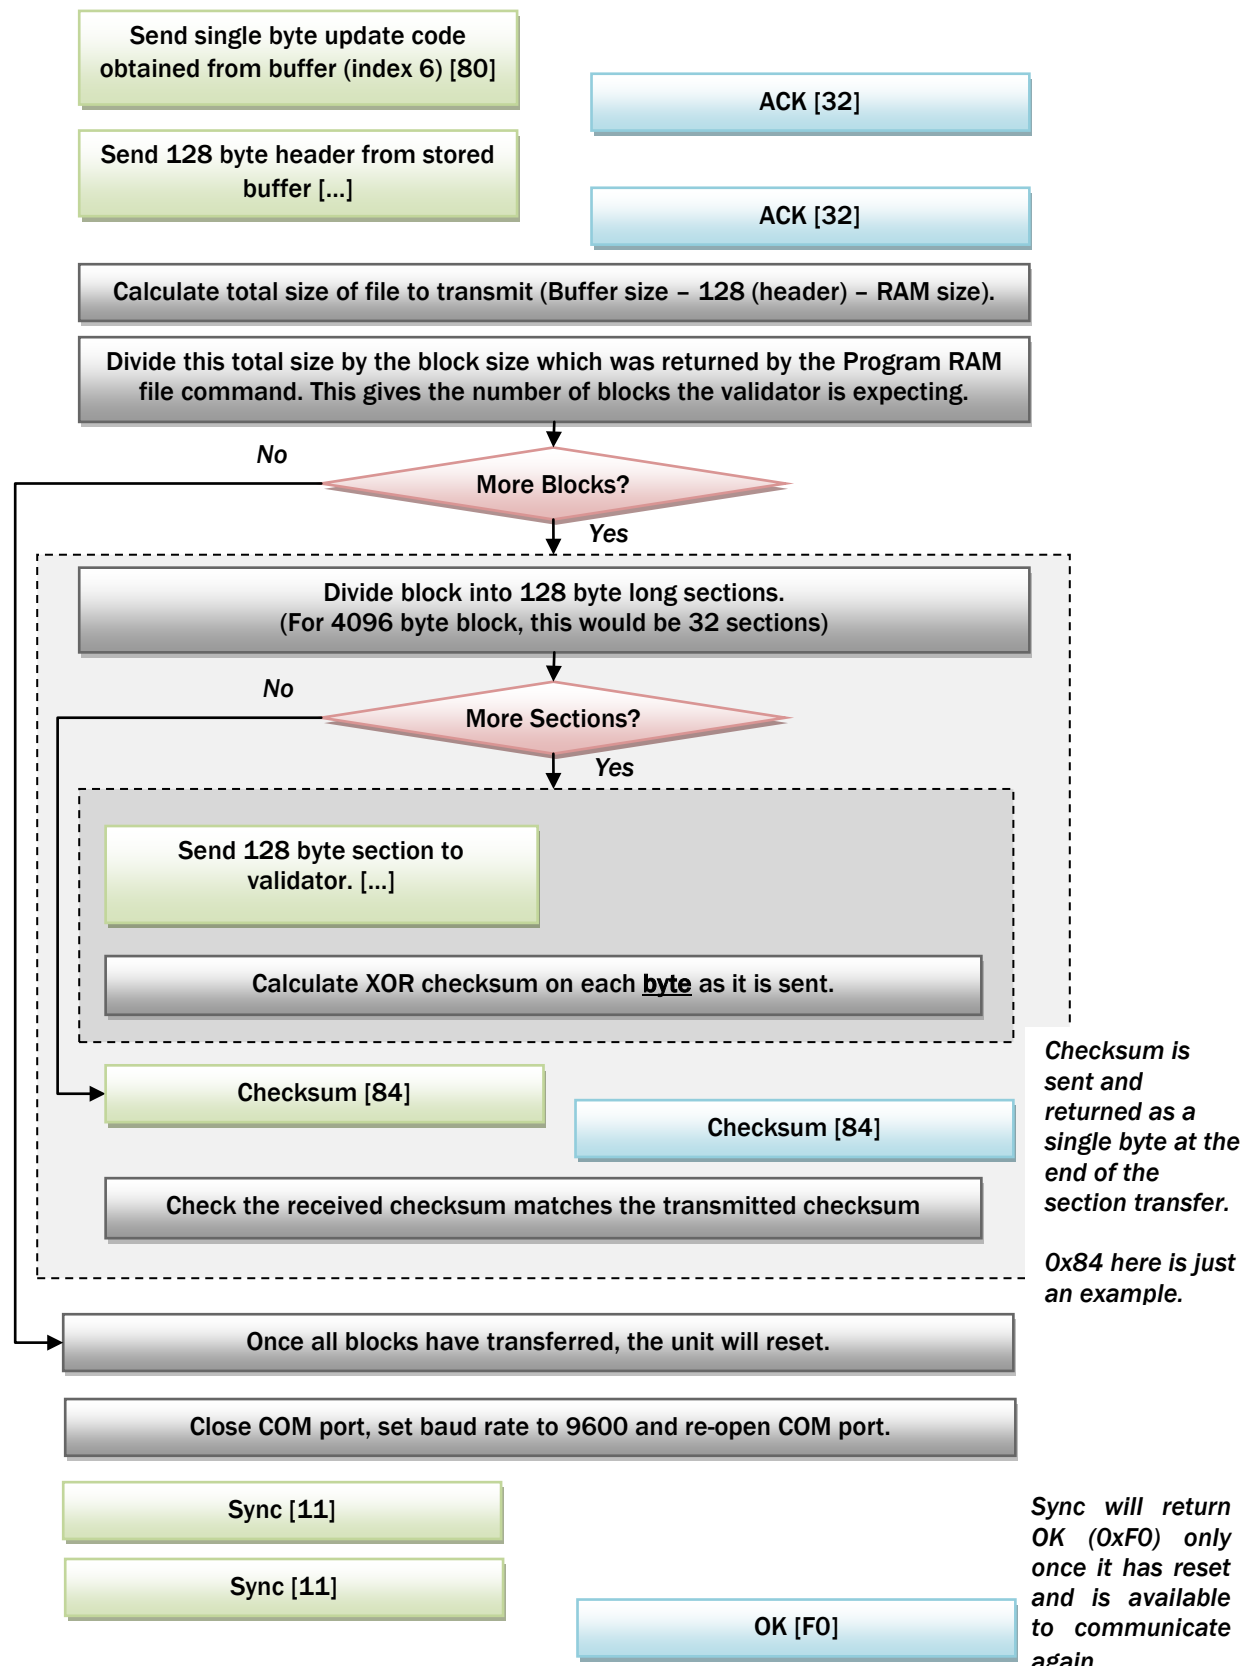 Send single byte update code
obtained from buffer (index 6) [80]
ACK [32]
Send 128 byte header from stored
buffer [...]
ACK [32]
Calculate total size of file to transmit (Buffer size – 128 (header) – RAM size).
Divide this total size by the block size which was returned by the Program RAM
file command. This gives the number of blocks the validator is expecting.
No
More Blocks?
Yes
Divide block into 128 byte long sections.
(For 4096 byte block, this would be 32 sections)
No
More Sections?
Yes
Send 128 byte section to
validator. [...]
Calculate XOR checksum on each byte as it is sent.
Checksum [84]
Checksum [84]
Check the received checksum matches the transmitted checksum
Checksum is
sent and
returned as a
single byte at the
end of the
section transfer.
0x84 here is just
an example.
Once all blocks have transferred, the unit will reset.
Close COM port, set baud rate to 9600 and re-open COM port.
Sync [11]
Sync [11]
OK [F0]
Sync will return
OK (0xF0) only
once it has reset
and is available
to communicate
again